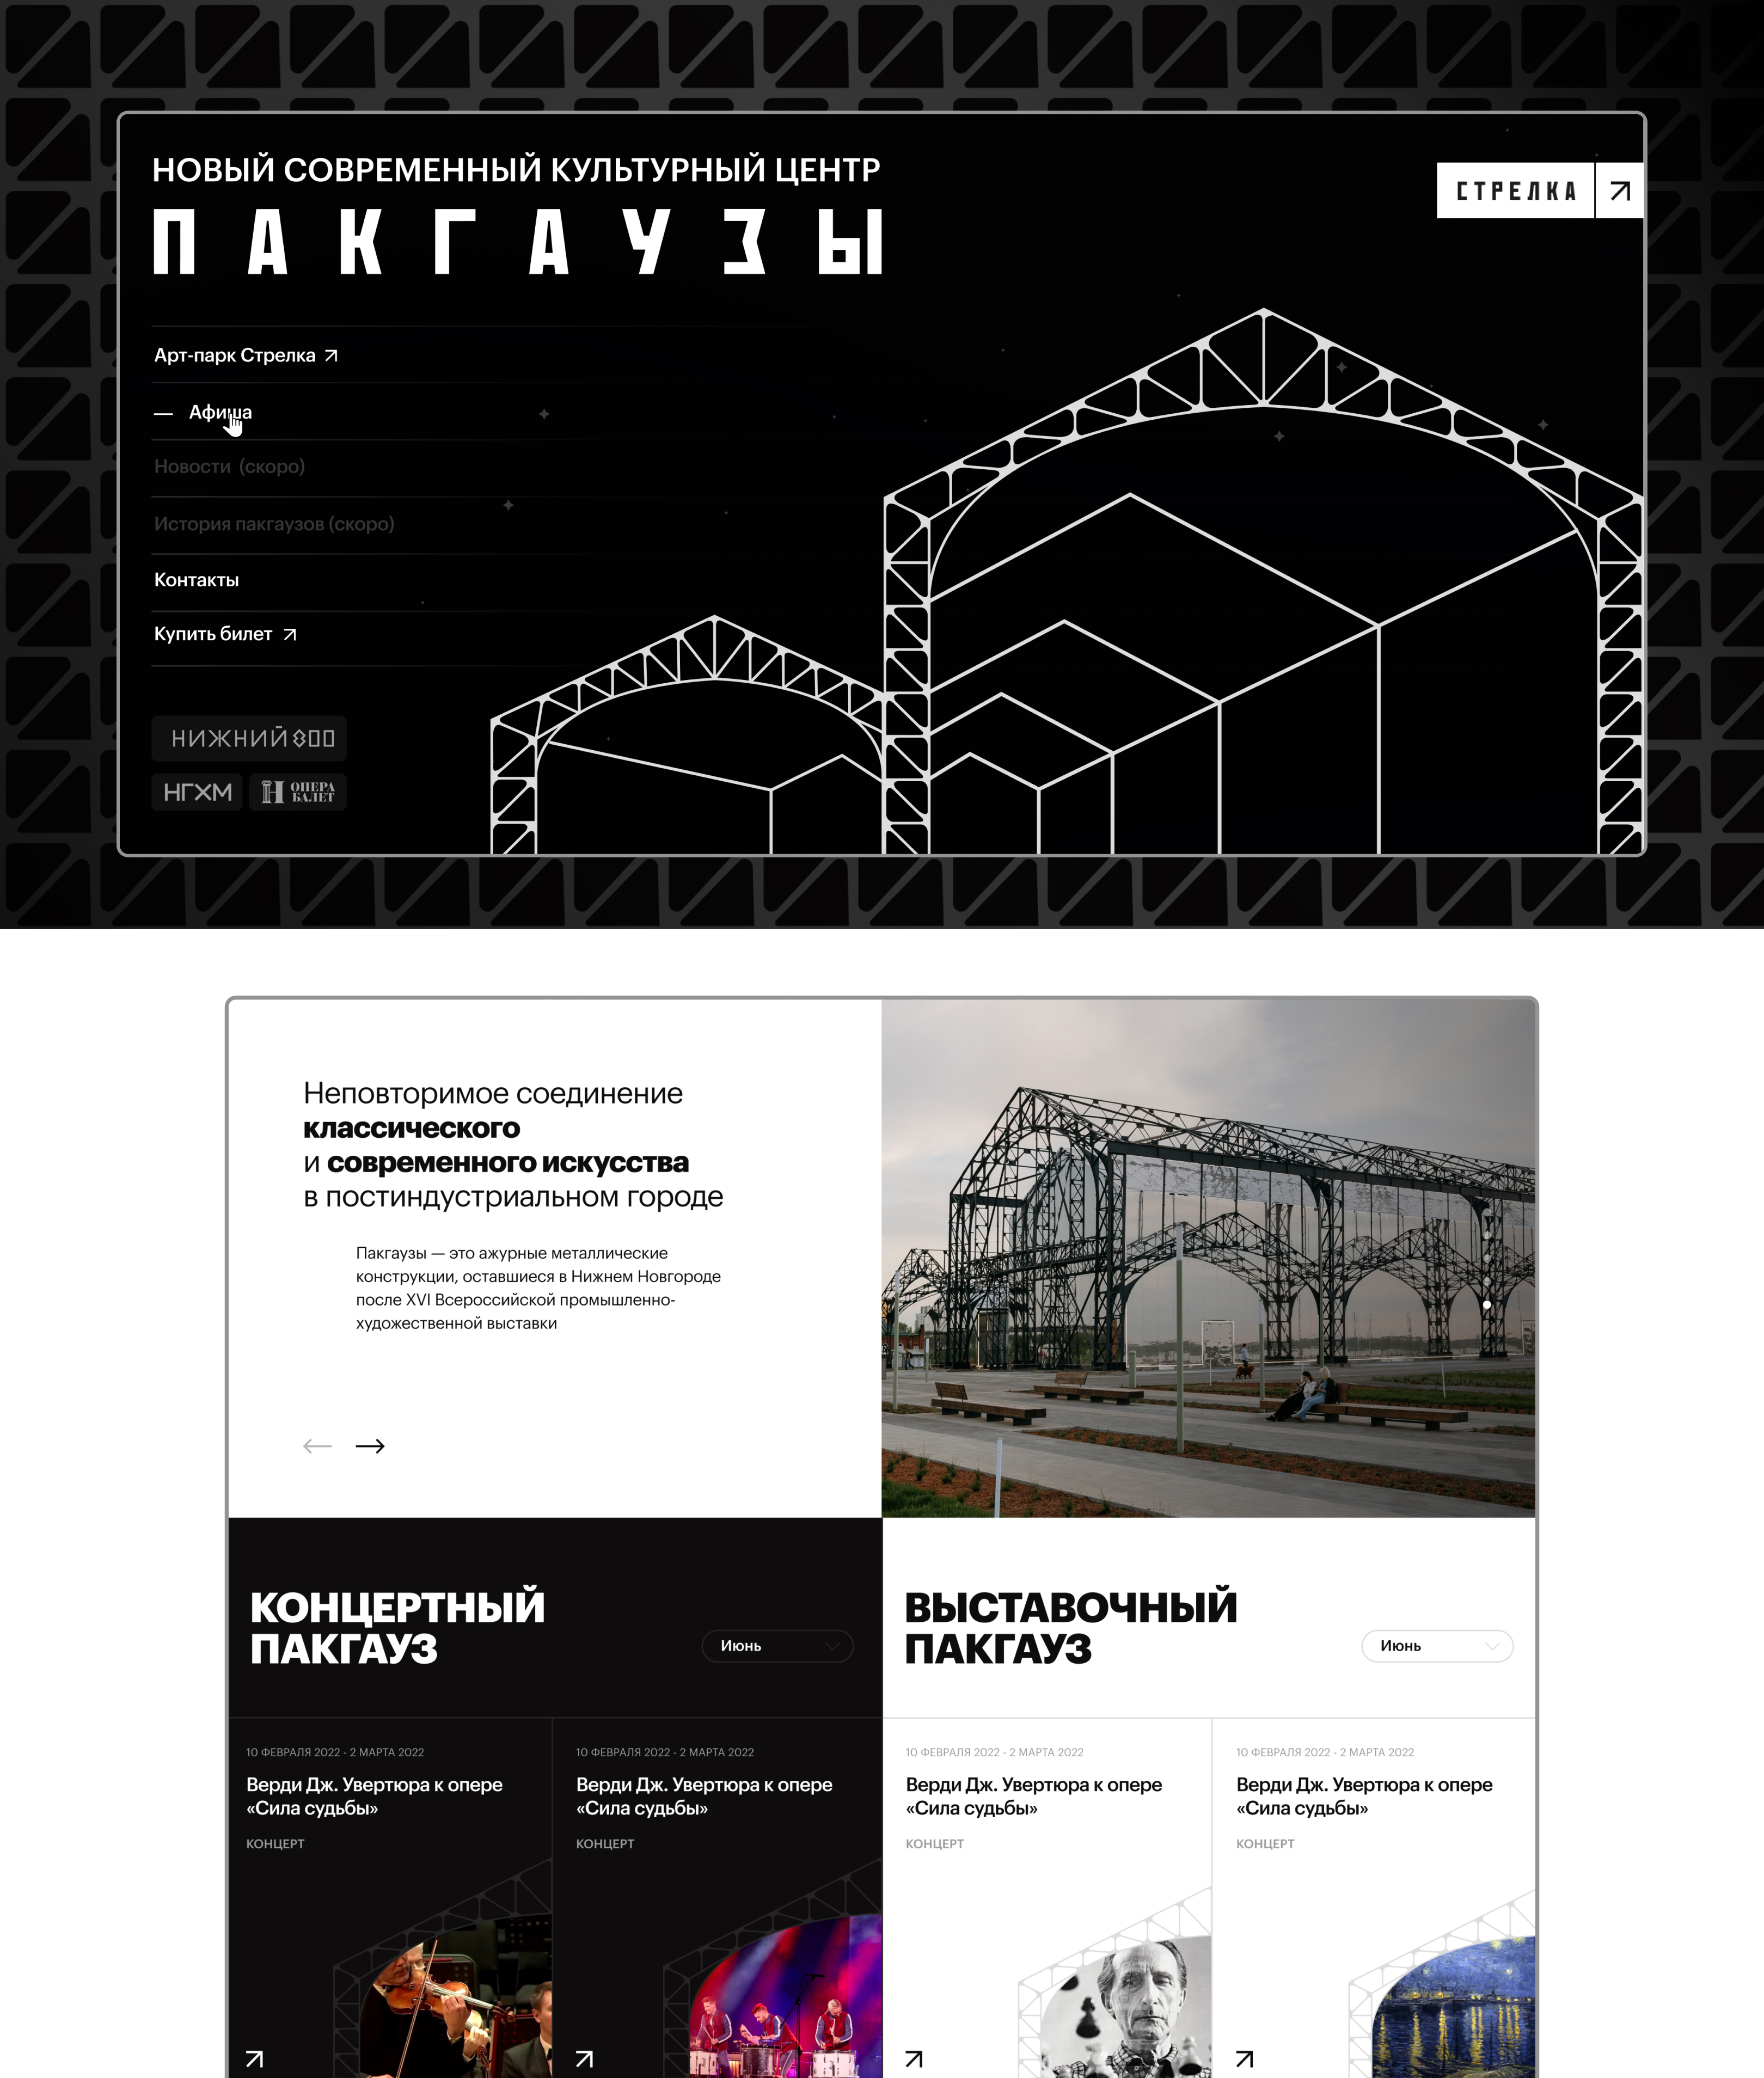 НОВЫЙ СОВРЕМЕННЫЙ КУЛЬТУРНЫЙ ЦЕНТР
ПАКГАУЗЫ
СТРЕЛКА
Арт-парк Стрелка
— Афиша
Новости (скоро)
История пакгаузов (скоро)
Контакты
Купить билет
НИЖНИЙ 800
НГХМ
ОПЕРА
БАЛЕТ
Неповторимое соединение
классического
и современного искусства
в постиндустриальном городе
Пакгаузы — это ажурные металлические
конструкции, оставшиеся в Нижнем Новгороде
после XVI Всероссийской промышленно-
художественной выставки
КОНЦЕРТНЫЙ
ПАКГАУЗ
Июнь
ВЫСТАВОЧНЫЙ
ПАКГАУЗ
Июнь
10 ФЕВРАЛЯ 2022 - 2 МАРТА 2022
Верди Дж. Увертюра к опере
«Сила судьбы»
КОНЦЕРТ
10 ФЕВРАЛЯ 2022 - 2 МАРТА 2022
Верди Дж. Увертюра к опере
«Сила судьбы»
КОНЦЕРТ
10 ФЕВРАЛЯ 2022 - 2 МАРТА 2022
Верди Дж. Увертюра к опере
«Сила судьбы»
КОНЦЕРТ
10 ФЕВРАЛЯ 2022 - 2 МАРТА 2022
Верди Дж. Увертюра к опере
«Сила судьбы»
КОНЦЕРТ